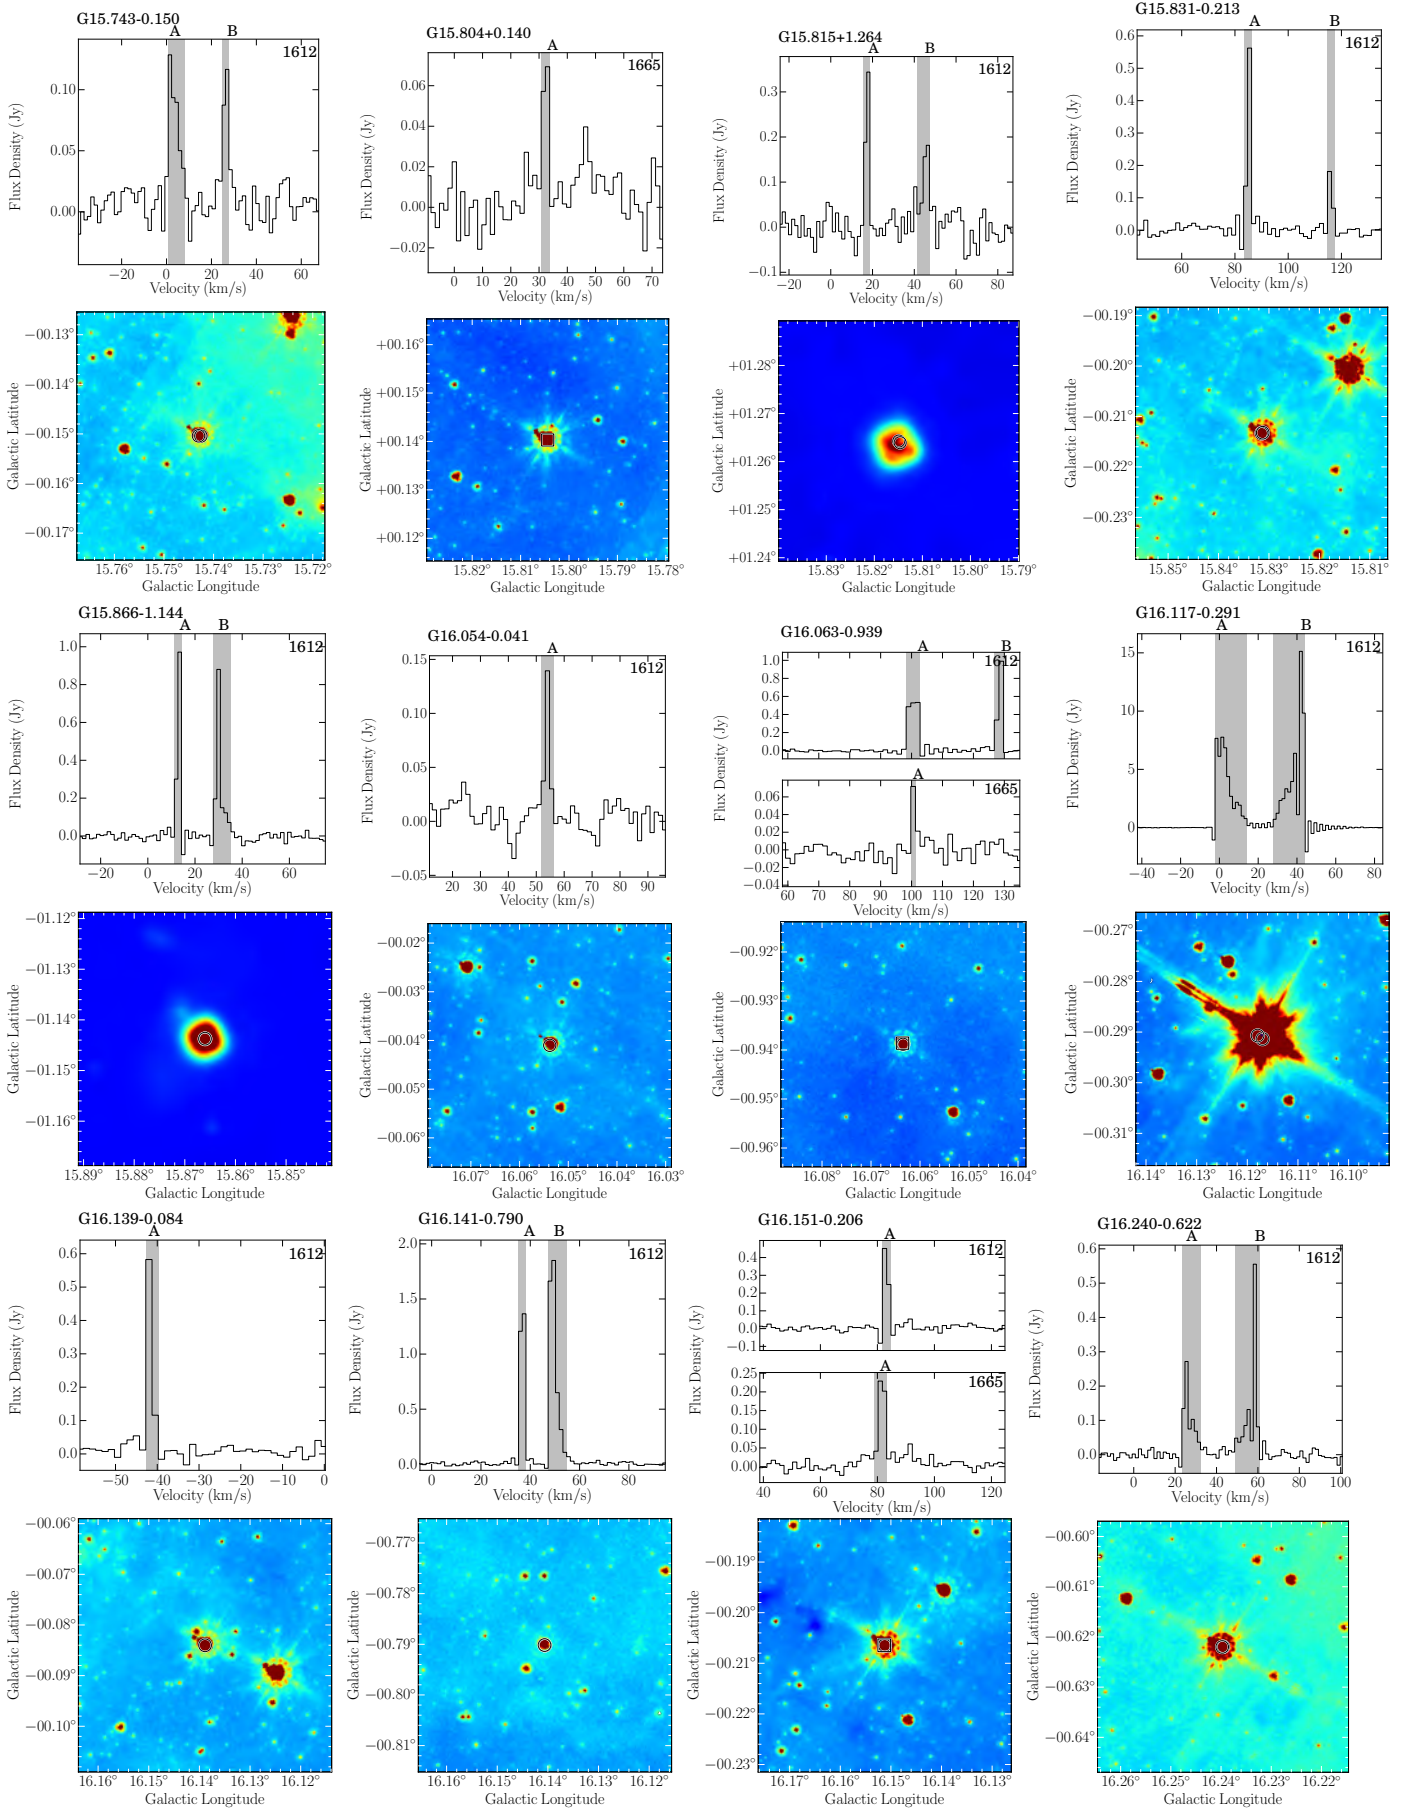 G15.743-0.150
A B
1612
Flux Density (Jy)
0.10
0.05
0.00
−20 0 20 40 60
Velocity (km/s)
G15.804+0.140
A
1665
Flux Density (Jy)
0.06
0.04
0.02
0.00
−0.02
0 10 20 30 40 50 60 70
Velocity (km/s)
G15.815+1.264
A B
1612
Flux Density (Jy)
0.3
0.2
0.1
0.0
−0.1
−20 0 20 40 60 80
Velocity (km/s)
G15.831-0.213
A B
1612
Flux Density (Jy)
0.6
0.5
0.4
0.3
0.2
0.1
0.0
60 80 100 120
Velocity (km/s)
Galactic Latitude
−00.13°
−00.14°
−00.15°
−00.16°
−00.17°
15.76° 15.75° 15.74° 15.73° 15.72°
Galactic Longitude
Galactic Latitude
+00.16°
+00.15°
+00.14°
+00.13°
+00.12°
15.82° 15.81° 15.80° 15.79° 15.78°
Galactic Longitude
Galactic Latitude
+01.28°
+01.27°
+01.26°
+01.25°
+01.24°
15.83° 15.82° 15.81° 15.80° 15.79°
Galactic Longitude
Galactic Latitude
−00.19°
−00.20°
−00.21°
−00.22°
−00.23°
15.85° 15.84° 15.83° 15.82° 15.81°
Galactic Longitude
G15.866-1.144
A B
1612
Flux Density (Jy)
1.0
0.8
0.6
0.4
0.2
0.0
−20 0 20 40 60
Velocity (km/s)
G16.054-0.041
A
1612
Flux Density (Jy)
0.15
0.10
0.05
0.00
−0.05
20 30 40 50 60 70 80 90
Velocity (km/s)
G16.063-0.939
A B
1612
1.0
0.8
0.6
0.4
0.2
0.0
Flux Density (Jy)
A
1665
0.06
0.04
0.02
0.00
−0.02
−0.04
60 70 80 90 100 110 120 130
Velocity (km/s)
G16.117-0.291
A B
1612
Flux Density (Jy)
15
10
5
0
−40 −20 0 20 40 60 80
Velocity (km/s)
Galactic Latitude
−01.12°
−01.13°
−01.14°
−01.15°
−01.16°
15.89° 15.88° 15.87° 15.86° 15.85°
Galactic Longitude
Galactic Latitude
−00.02°
−00.03°
−00.04°
−00.05°
−00.06°
16.07° 16.06° 16.05° 16.04° 16.03°
Galactic Longitude
Galactic Latitude
−00.92°
−00.93°
−00.94°
−00.95°
−00.96°
16.08° 16.07° 16.06° 16.05° 16.04°
Galactic Longitude
Galactic Latitude
−00.27°
−00.28°
−00.29°
−00.30°
−00.31°
16.14° 16.13° 16.12° 16.11° 16.10°
Galactic Longitude
G16.139-0.084
A
1612
Flux Density (Jy)
0.6
0.5
0.4
0.3
0.2
0.1
0.0
−50 −40 −30 −20 −10 0
Velocity (km/s)
G16.141-0.790
A B
1612
Flux Density (Jy)
2.0
1.5
1.0
0.5
0.0
0 20 40 60 80
Velocity (km/s)
G16.151-0.206
A
1612
0.4
0.3
0.2
0.1
0.0
−0.1
Flux Density (Jy)
A
1665
0.25
0.20
0.15
0.10
0.05
0.00
40 60 80 100 120
Velocity (km/s)
G16.240-0.622
A B
1612
Flux Density (Jy)
0.6
0.5
0.4
0.3
0.2
0.1
0.0
0 20 40 60 80 100
Velocity (km/s)
Galactic Latitude
−00.06°
−00.07°
−00.08°
−00.09°
−00.10°
16.16° 16.15° 16.14° 16.13° 16.12°
Galactic Longitude
Galactic Latitude
−00.77°
−00.78°
−00.79°
−00.80°
−00.81°
16.16° 16.15° 16.14° 16.13° 16.12°
Galactic Longitude
Galactic Latitude
−00.19°
−00.20°
−00.21°
−00.22°
−00.23°
16.17° 16.16° 16.15° 16.14° 16.13°
Galactic Longitude
Galactic Latitude
−00.60°
−00.61°
−00.62°
−00.63°
−00.64°
16.26° 16.25° 16.24° 16.23° 16.22°
Galactic Longitude